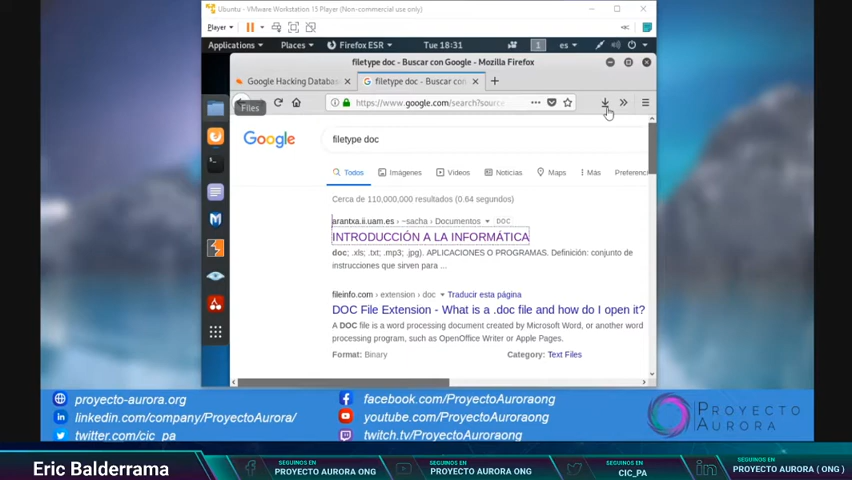 Ubuntu - VMware Workstation 15 Player (Non-commercial use only)
Player
Applications Places Firefox ESR Tue 18:31 1 es
filetype doc - Buscar con Google - Mozilla Firefox
Google Hacking Databas filetype doc - Buscar con
https://www.google.com/search?source
Files
Google
filetype doc
Todos Imágenes Videos Noticias Maps Más Preferenc
Cerca de 110,000,000 resultados (0.64 segundos)
arantxa.ii.uam.es › ~sacha › Documentos DOC
INTRODUCCIÓN A LA INFORMÁTICA
doc; .xls; .txt; .mp3; .jpg). APLICACIONES O PROGRAMAS. Definición: conjunto de
instrucciones que sirven para ...
fileinfo.com › extension › doc Traducir esta página
DOC File Extension - What is a .doc file and how do I open it?
A DOC file is a word processing document created by Microsoft Word, or another word
processing program, such as OpenOffice Writer or Apple Pages.
Format: Binary Category: Text Files
proyecto-aurora.org
linkedin.com/company/ProyectoAurora/
twitter.com/cic_pa
facebook.com/ProyectoAuroraong
youtube.com/ProyectoAuroraong
twitch.tv/ProyectoAuroraong
PROYECTO
AURORA
Eric Balderrama
SEGUINOS EN
PROYECTO AURORA ONG
SEGUINOS EN
PROYECTO AURORA ONG
SEGUINOS EN
CIC_PA
SEGUINOS EN
PROYECTO AURORA ( ONG )